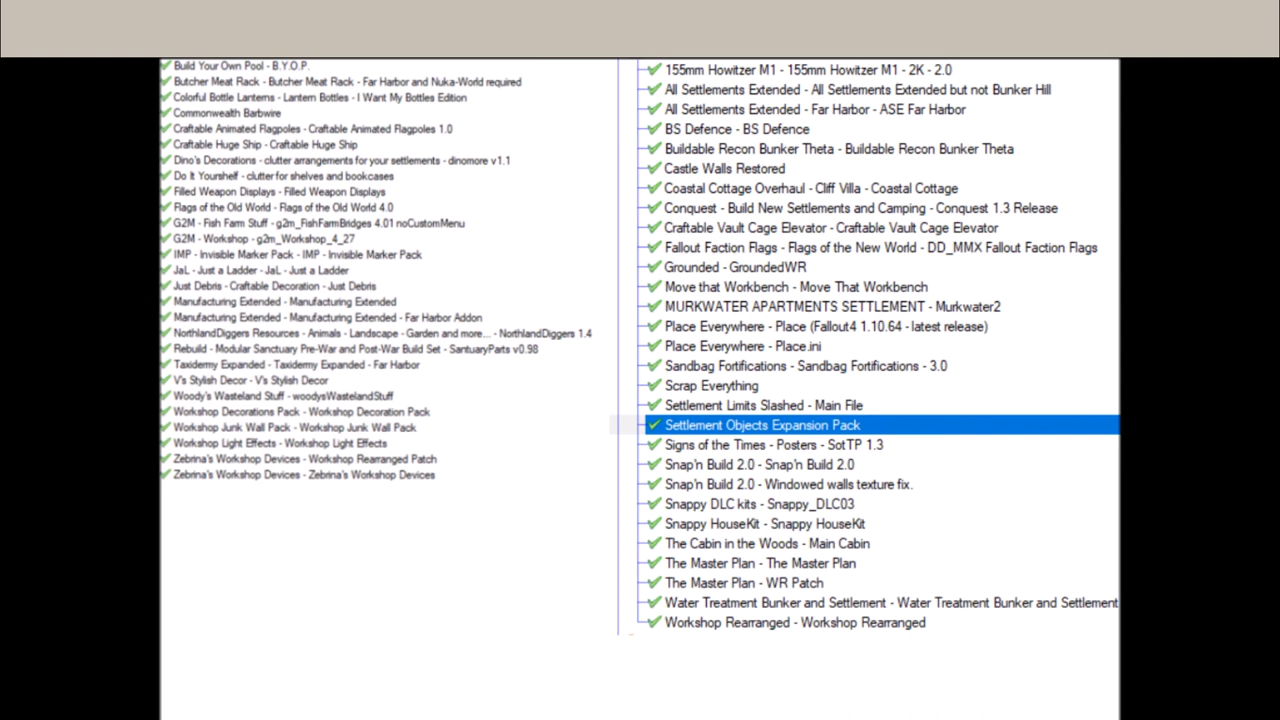 Build Your Own Pool - B.Y.O.P.
Butcher Meat Rack - Butcher Meat Rack - Far Harbor and Nuka-World required
Colorful Bottle Lanterns - Lantern Bottles - I Want My Bottles Edition
Commonwealth Barbwire
Craftable Animated Flagpoles - Craftable Animated Flagpoles 1.0
Craftable Huge Ship - Craftable Huge Ship
Dino's Decorations - clutter arrangements for your settlements - dinomore v1.1
Do It Yourshelf - clutter for shelves and bookcases
Filled Weapon Displays - Filled Weapon Displays
Flags of the Old World - Flags of the Old World 4.0
G2M - Fish Farm Stuff - g2m_FishFarmBridges 4.01 noCustomMenu
G2M - Workshop - g2m_Workshop_4_27
IMP - Invisible Marker Pack - IMP - Invisible Marker Pack
JaL - Just a Ladder - JaL - Just a Ladder
Just Debris - Craftable Decoration - Just Debris
Manufacturing Extended - Manufacturing Extended
Manufacturing Extended - Manufacturing Extended - Far Harbor Addon
NorthlandDiggers Resources - Animals - Landscape - Garden and more... - NorthlandDiggers 1.4
Rebuild - Modular Sanctuary Pre-War and Post-War Build Set - SantuaryParts v0.98
Taxidermy Expanded - Taxidermy Expanded - Far Harbor
V's Stylish Decor - V's Stylish Decor
Woody's Wasteland Stuff - woodysWastelandStuff
Workshop Decorations Pack - Workshop Decoration Pack
Workshop Junk Wall Pack - Workshop Junk Wall Pack
Workshop Light Effects - Workshop Light Effects
Zebrina's Workshop Devices - Workshop Rearranged Patch
Zebrina's Workshop Devices - Zebrina's Workshop Devices
155mm Howitzer M1 - 155mm Howitzer M1 - 2K - 2.0
All Settlements Extended - All Settlements Extended but not Bunker Hill
All Settlements Extended - Far Harbor - ASE Far Harbor
BS Defence - BS Defence
Buildable Recon Bunker Theta - Buildable Recon Bunker Theta
Castle Walls Restored
Coastal Cottage Overhaul - Cliff Villa - Coastal Cottage
Conquest - Build New Settlements and Camping - Conquest 1.3 Release
Craftable Vault Cage Elevator - Craftable Vault Cage Elevator
Fallout Faction Flags - Flags of the New World - DD_MMX Fallout Faction Flags
Grounded - GroundedWR
Move that Workbench - Move That Workbench
MURKWATER APARTMENTS SETTLEMENT - Murkwater2
Place Everywhere - Place (Fallout4 1.10.64 - latest release)
Place Everywhere - Place.ini
Sandbag Fortifications - Sandbag Fortifications - 3.0
Scrap Everything
Settlement Limits Slashed - Main File
Settlement Objects Expansion Pack
Signs of the Times - Posters - SotTP 1.3
Snap'n Build 2.0 - Snap'n Build 2.0
Snap'n Build 2.0 - Windowed walls texture fix.
Snappy DLC kits - Snappy_DLC03
Snappy HouseKit - Snappy HouseKit
The Cabin in the Woods - Main Cabin
The Master Plan - The Master Plan
The Master Plan - WR Patch
Water Treatment Bunker and Settlement - Water Treatment Bunker and Settlement
Workshop Rearranged - Workshop Rearranged